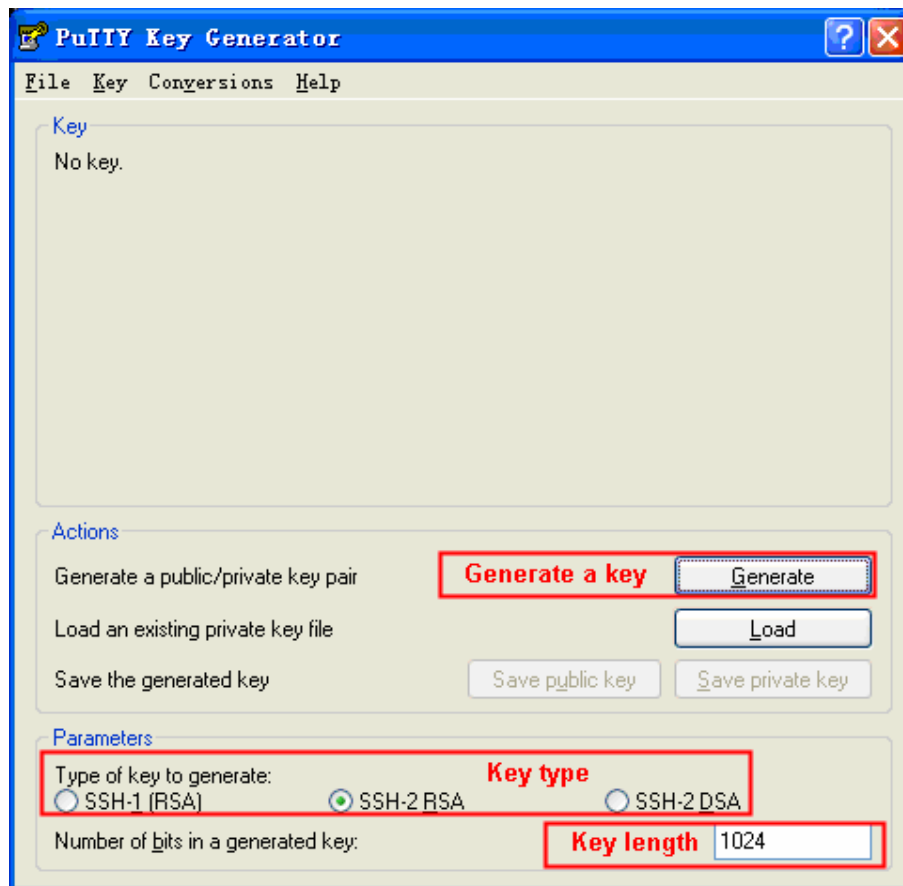 PuTTY Key Generator
File Key Conversions Help
Key
No key.
Actions
Generate a public/private key pair Generate a key Generate
Load an existing private key file Load
Save the generated key Save public key Save private key
Parameters
Type of key to generate: Key type
SSH-1 (RSA) SSH-2 RSA SSH-2 DSA
Number of bits in a generated key: Key length 1024